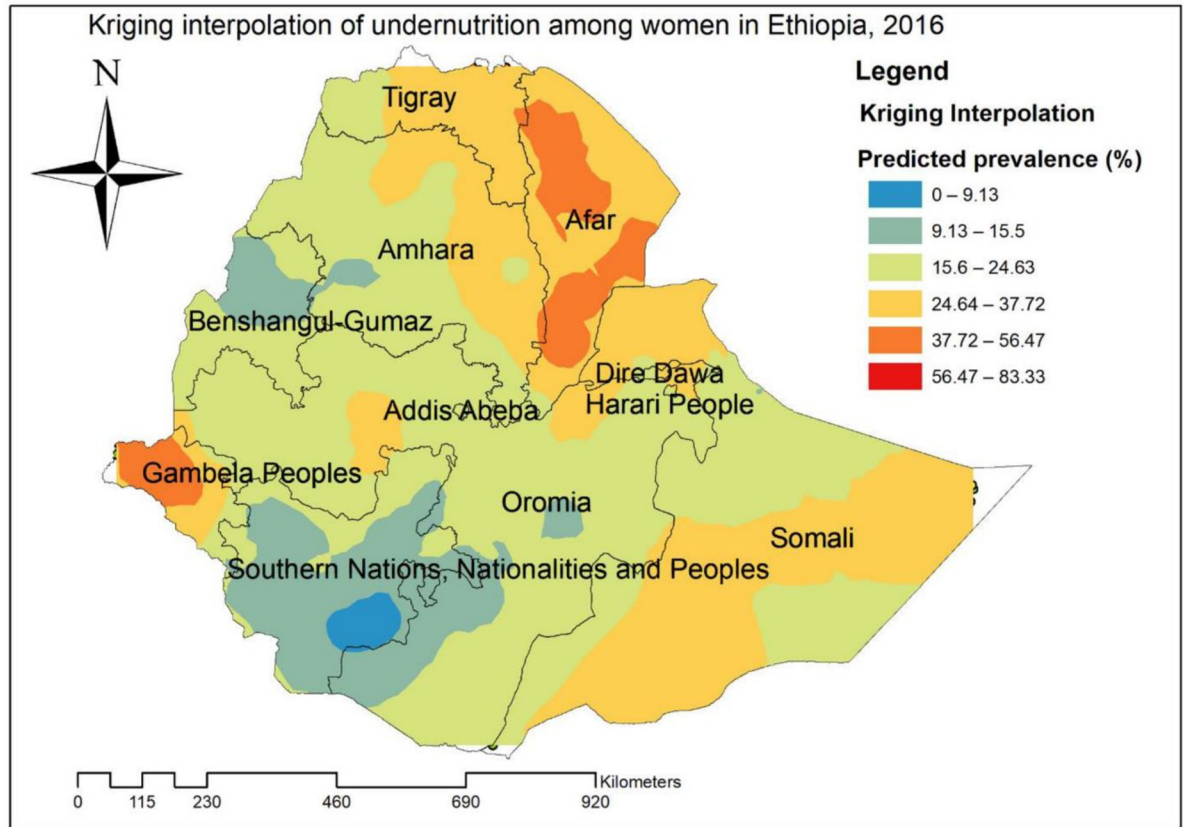 Kriging interpolation of undernutrition among women in Ethiopia, 2016
N
Legend
Kriging Interpolation
Predicted prevalence (%)
0 – 9.13
9.13 – 15.5
15.6 – 24.63
24.64 – 37.72
37.72 – 56.47
56.47 – 83.33
Tigray
Afar
Amhara
Benshangul-Gumaz
Dire Dawa
Harari People
Addis Abeba
Gambela Peoples
Oromia
Somali
Southern Nations, Nationalities and Peoples
Kilometers
0 115 230 460 690 920